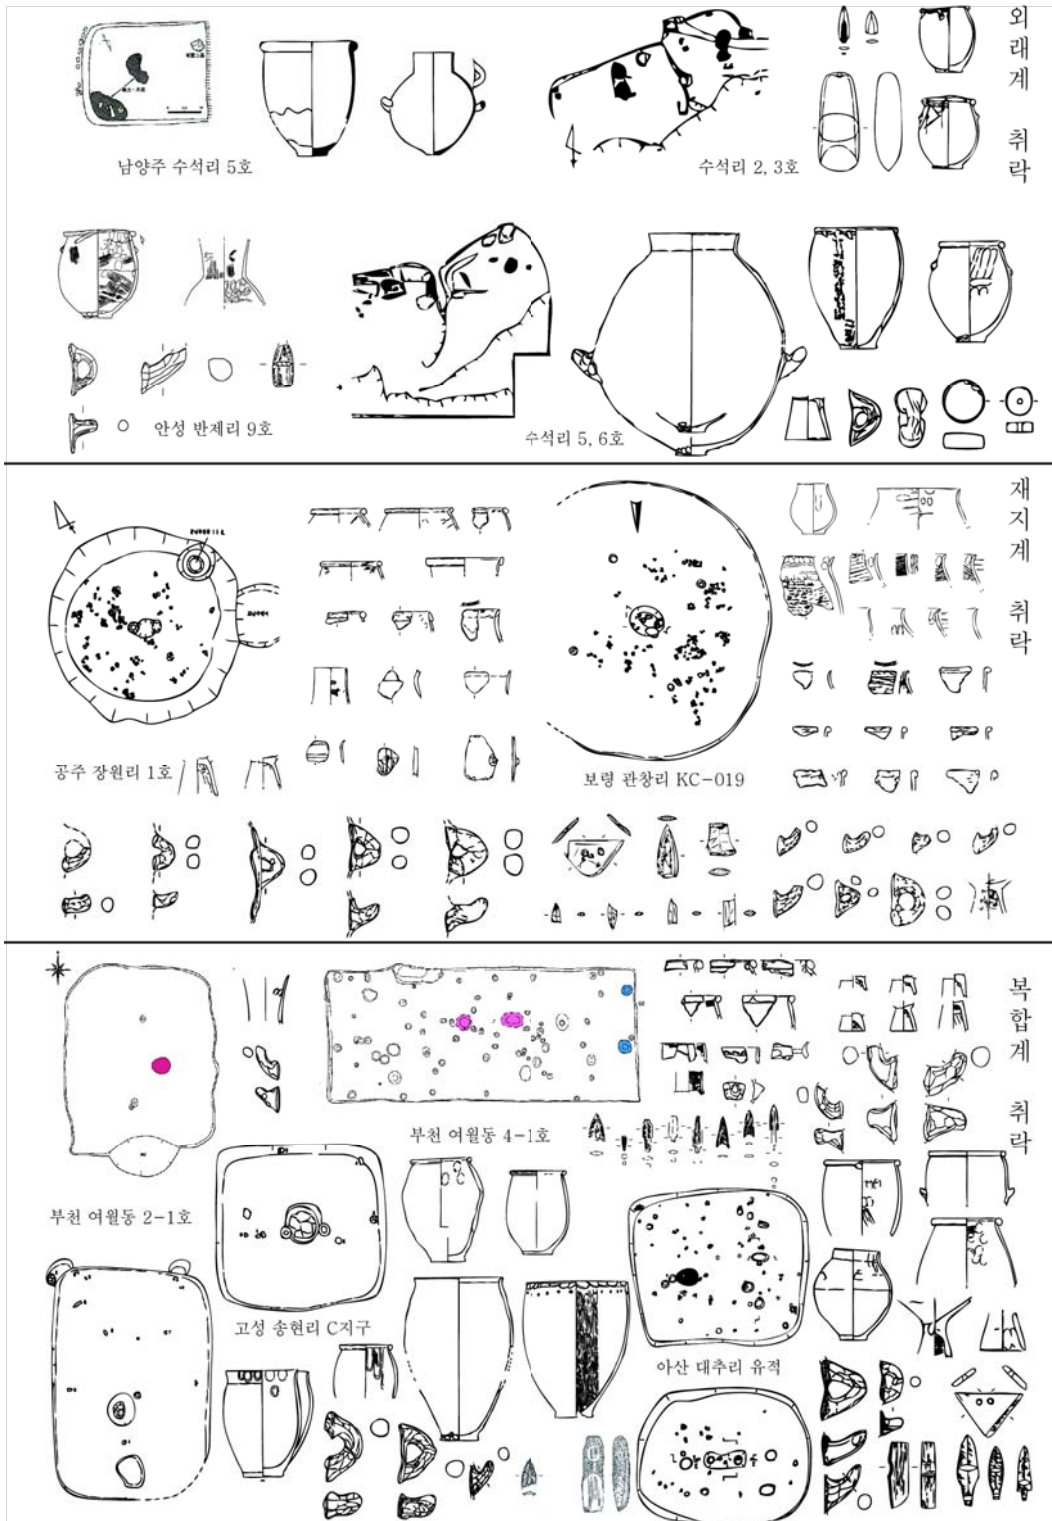 외래계 취락
남양주 수석리 5호
수석리 2, 3호
안성 반제리 9호
수석리 5, 6호
재지계 취락
공주 장원리 1호
보령 관창리 KC-019
복합계 취락
부천 여월동 4-1호
부천 여월동 2-1호
고성 송현리 C지구
아산 대추리 유적